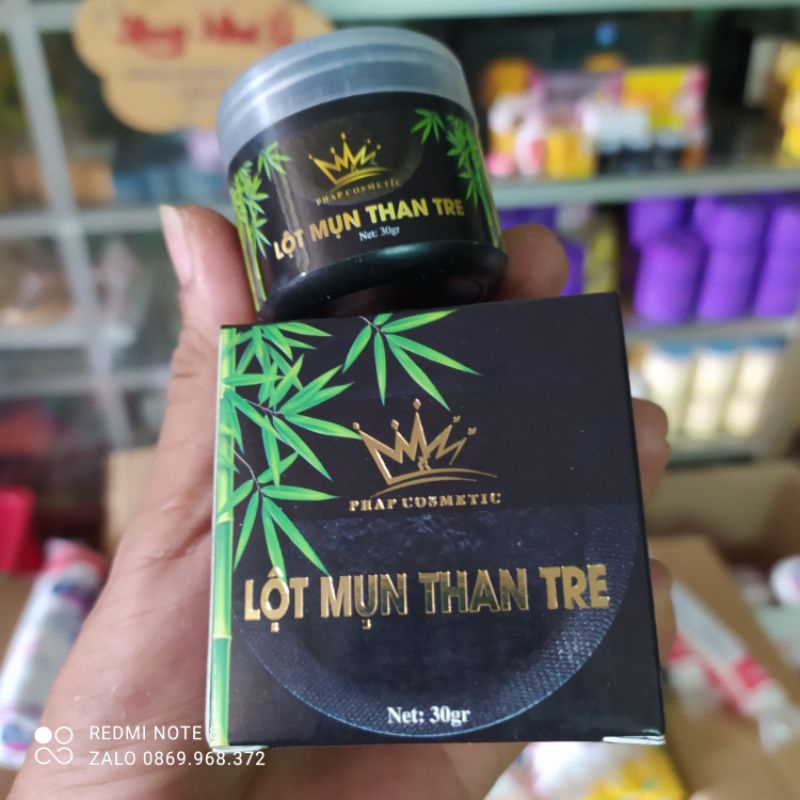 PHAP COSMETIC
LỘT MỤN THAN TRE
Net: 30gr
PHAP COSMETIC
LỘT MỤN THAN TRE
Net: 30gr
REDMI NOTE 8
ZALO 0869.968.372